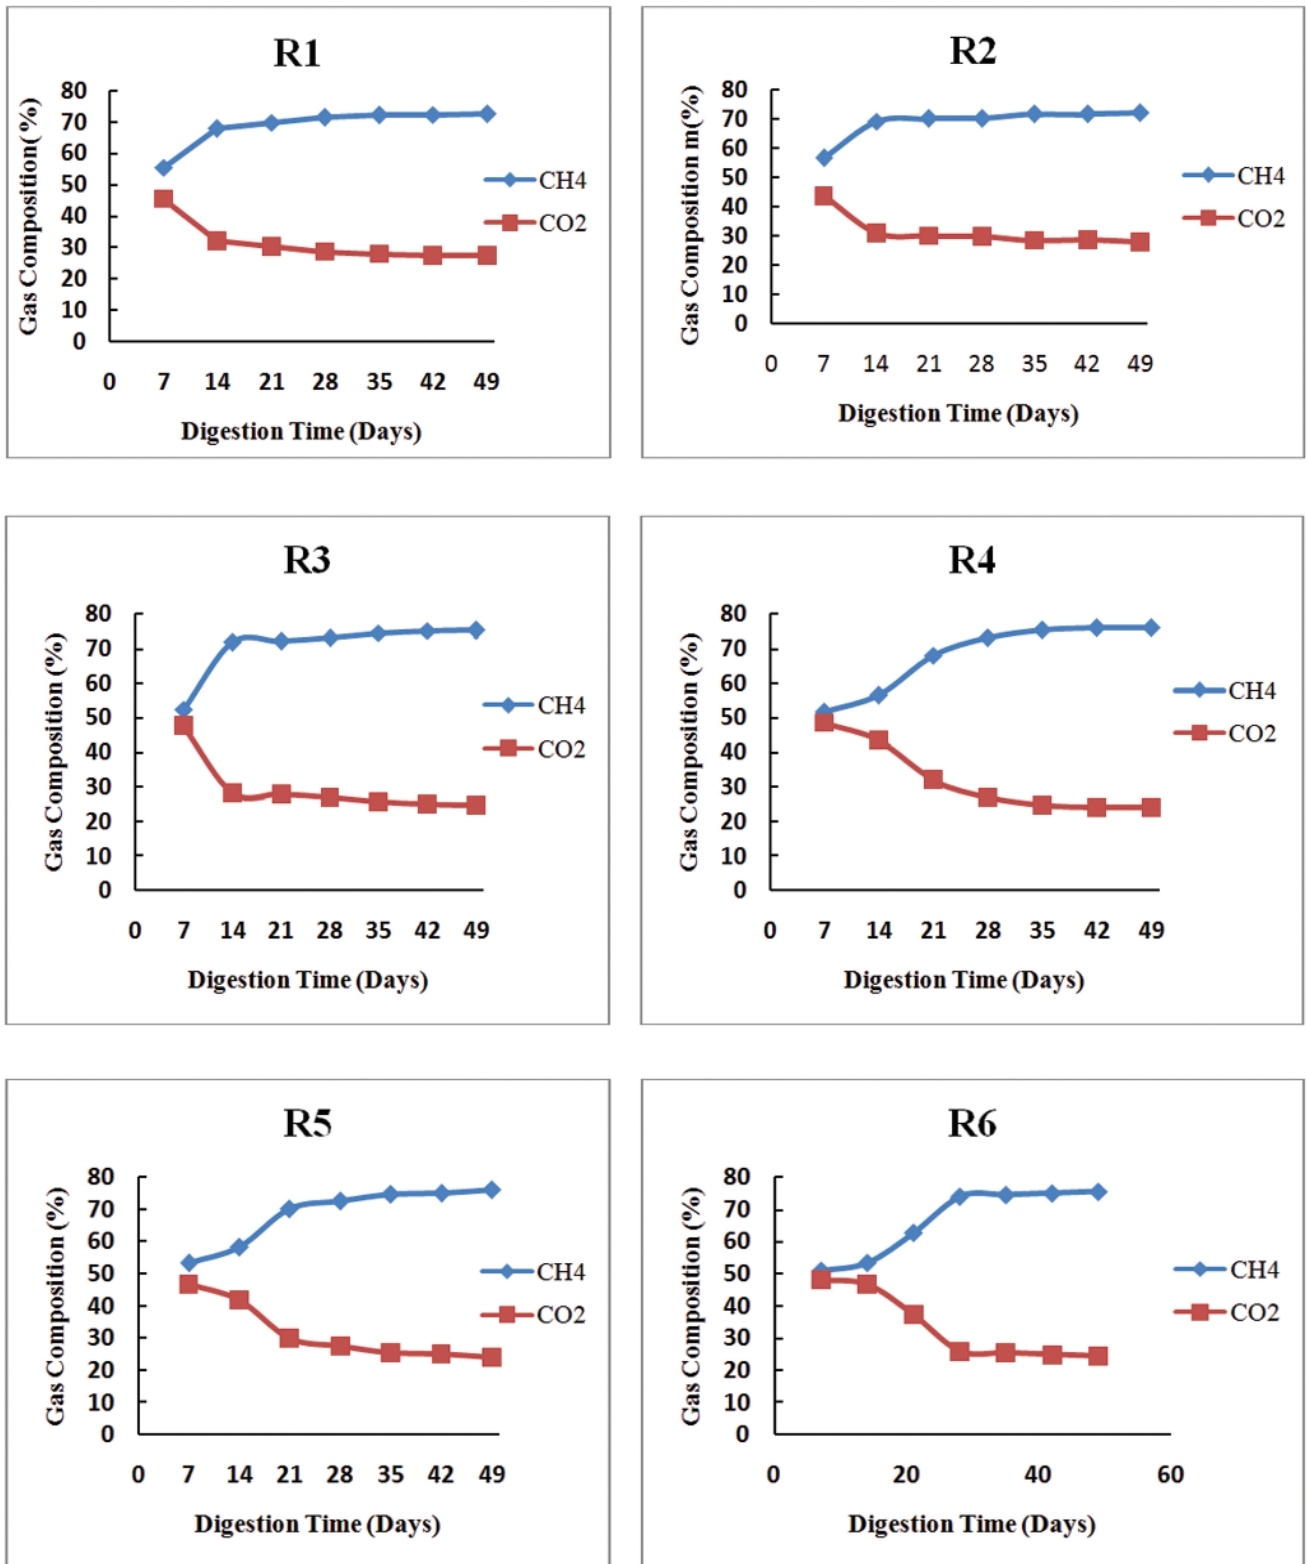 R1
Gas Composition( %)
80
70
60
50
40
30
20
10
0
0 7 14 21 28 35 42 49
Digestion Time (Days)
CH4
CO2
R2
Gas Composition m(%)
80
70
60
50
40
30
20
10
0
0 7 14 21 28 35 42 49
Digestion Time (Days)
CH4
CO2
R3
Gas Composition (%)
80
70
60
50
40
30
20
10
0
0 7 14 21 28 35 42 49
Digestion Time (Days)
CH4
CO2
R4
Gas Composition (%)
80
70
60
50
40
30
20
10
0
0 7 14 21 28 35 42 49
Digestion Time (Days)
CH4
CO2
R5
Gas Composition (%)
80
70
60
50
40
30
20
10
0
0 7 14 21 28 35 42 49
Digestion Time (Days)
CH4
CO2
R6
Gas Composition (%)
80
70
60
50
40
30
20
10
0
0 20 40 60
Digestion Time (Days)
CH4
CO2